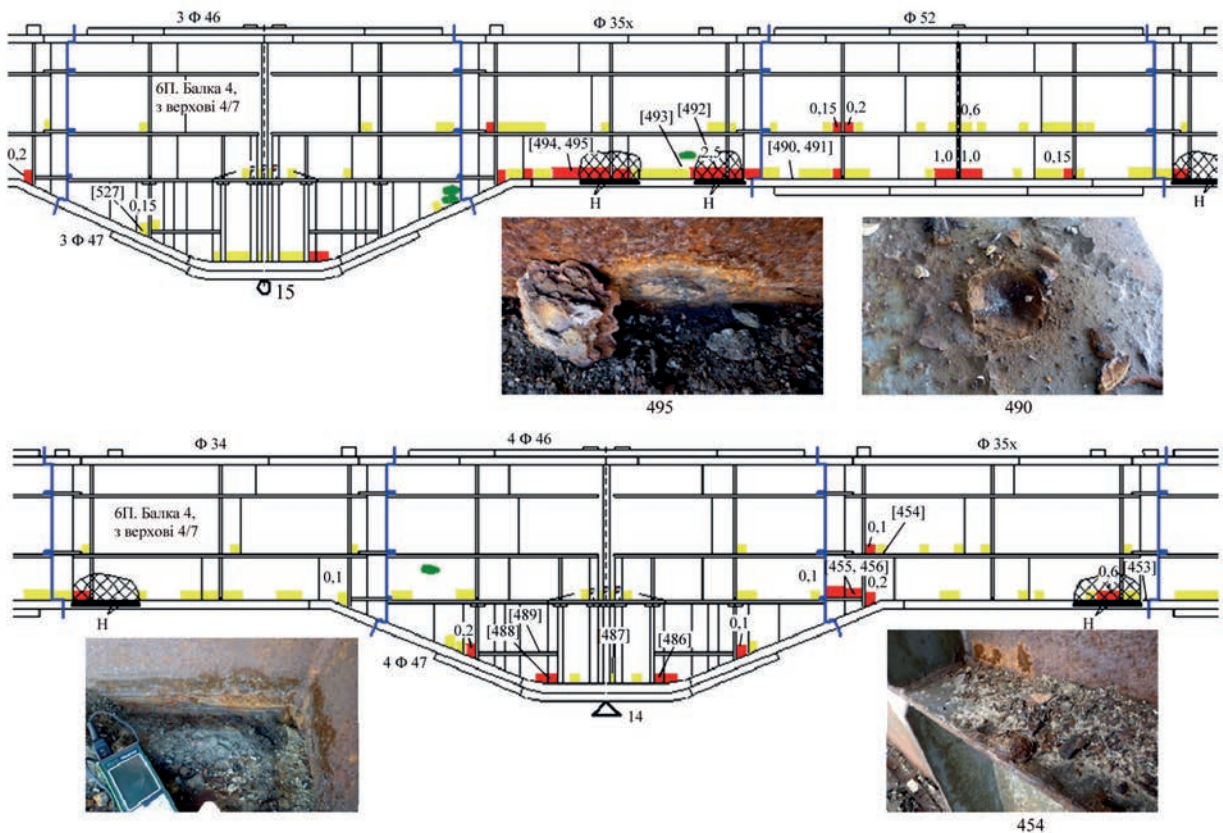 3 Ф 46
Ф 35х
Ф 52
6П. Балка 4,
з верхові 4/7
0,15
0,2
0,6
[492]
[493]
[494, 495]
2,5
[490, 491]
1,0
1,0
0,15
0,2
[527]
0,15
Н
Н
Н
3 Ф 47
15
495
490
Ф 34
4 Ф 46
Ф 35х
6П. Балка 4,
з верхові 4/7
[454]
0,1
0,1
0,1
[455, 456]
0,2
0,6
[453]
Н
0,2
[489]
[488]
[487]
[486]
0,1
Н
4 Ф 47
14
454